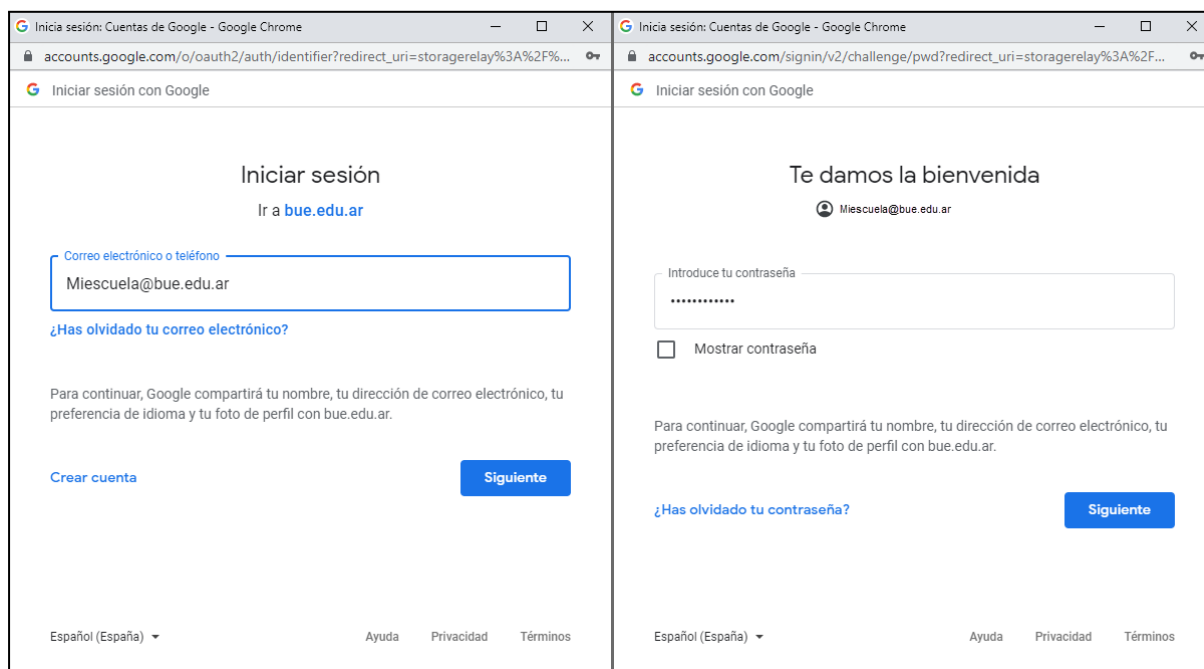 Inicia sesión: Cuentas de Google - Google Chrome
accounts.google.com/o/oauth2/auth/identifier?redirect_uri=storagerelay%3A%2F%...
Iniciar sesión con Google
Iniciar sesión
Ir a bue.edu.ar
Correo electrónico o teléfono
Miescuela@bue.edu.ar
¿Has olvidado tu correo electrónico?
Para continuar, Google compartirá tu nombre, tu dirección de correo electrónico, tu
preferencia de idioma y tu foto de perfil con bue.edu.ar.
Crear cuenta
Siguiente
Español (España)
Ayuda Privacidad Términos
Inicia sesión: Cuentas de Google - Google Chrome
accounts.google.com/signin/v2/challenge/pwd?redirect_uri=storagerelay%3A%2F...
Iniciar sesión con Google
Te damos la bienvenida
Miescuela@bue.edu.ar
Introduce tu contraseña
••••••••••••
Mostrar contraseña
Para continuar, Google compartirá tu nombre, tu dirección de correo electrónico, tu
preferencia de idioma y tu foto de perfil con bue.edu.ar.
¿Has olvidado tu contraseña?
Siguiente
Español (España)
Ayuda Privacidad Términos